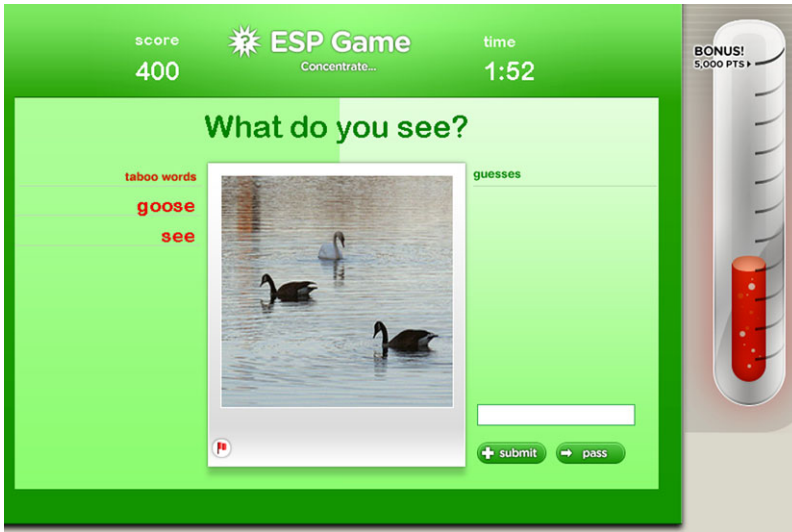 score
400
ESP Game
Concentrate...
time
1:52
BONUS!
5,000 PTS
What do you see?
taboo words
goose
see
guesses
submit
pass